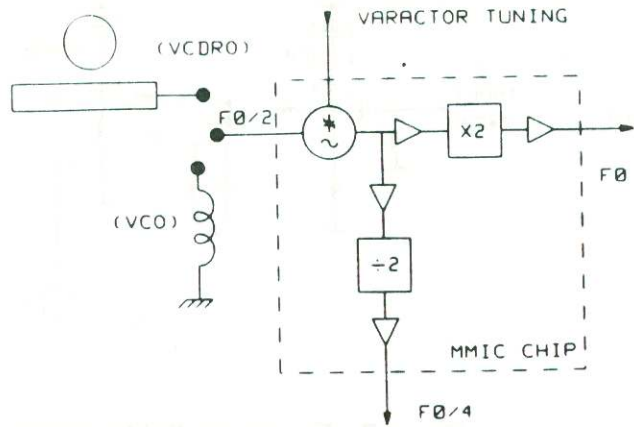 VARACTOR TUNING
(VCDRO)
F0/2
*
~
X2
F0
(VCO)
÷2
MMIC CHIP
F0/4